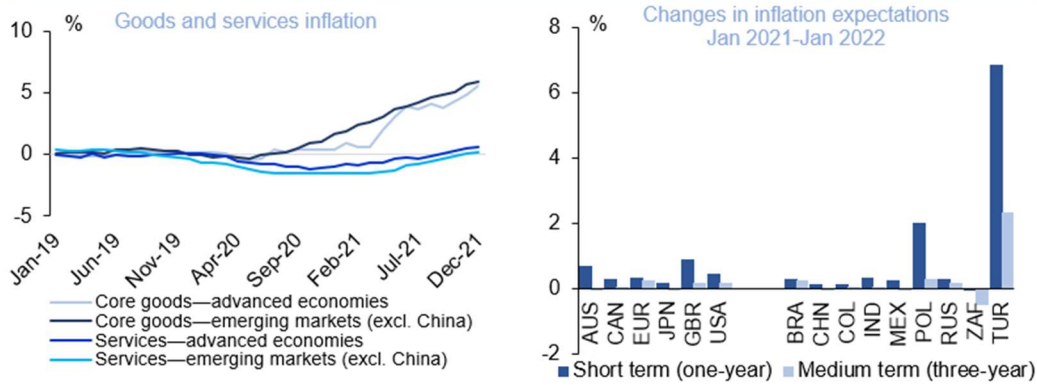 Goods and services inflation
%
10
5
0
-5
Jan-19
Jun-19
Nov-19
Apr-20
Sep-20
Feb-21
Jul-21
Dec-21
Core goods—advanced economies
Core goods—emerging markets (excl. China)
Services—advanced economies
Services—emerging markets (excl. China)
Changes in inflation expectations
Jan 2021-Jan 2022
%
8
6
4
2
0
-2
AUS
CAN
EUR
JPN
GBR
USA
BRA
CHN
COL
IND
MEX
POL
RUS
ZAF
TUR
Short term (one-year)
Medium term (three-year)